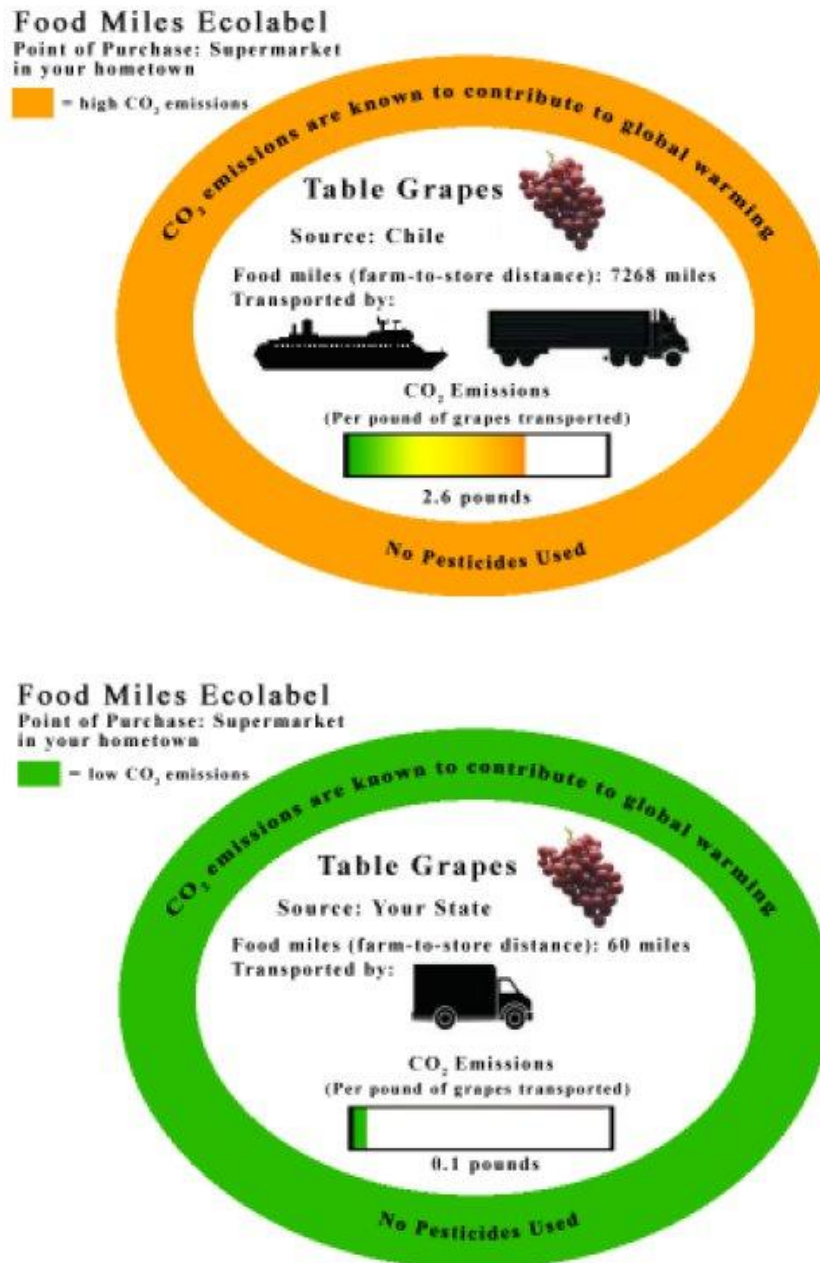 Food Miles Ecolabel
Point of Purchase: Supermarket
in your hometown
= high CO₂ emissions
CO₂ emissions are known to contribute to global warming
Table Grapes
Source: Chile
Food miles (farm-to-store distance): 7268 miles
Transported by:
CO₂ Emissions
(Per pound of grapes transported)
2.6 pounds
No Pesticides Used
Food Miles Ecolabel
Point of Purchase: Supermarket
in your hometown
= low CO₂ emissions
CO₂ emissions are known to contribute to global warming
Table Grapes
Source: Your State
Food miles (farm-to-store distance): 60 miles
Transported by:
CO₂ Emissions
(Per pound of grapes transported)
0.1 pounds
No Pesticides Used